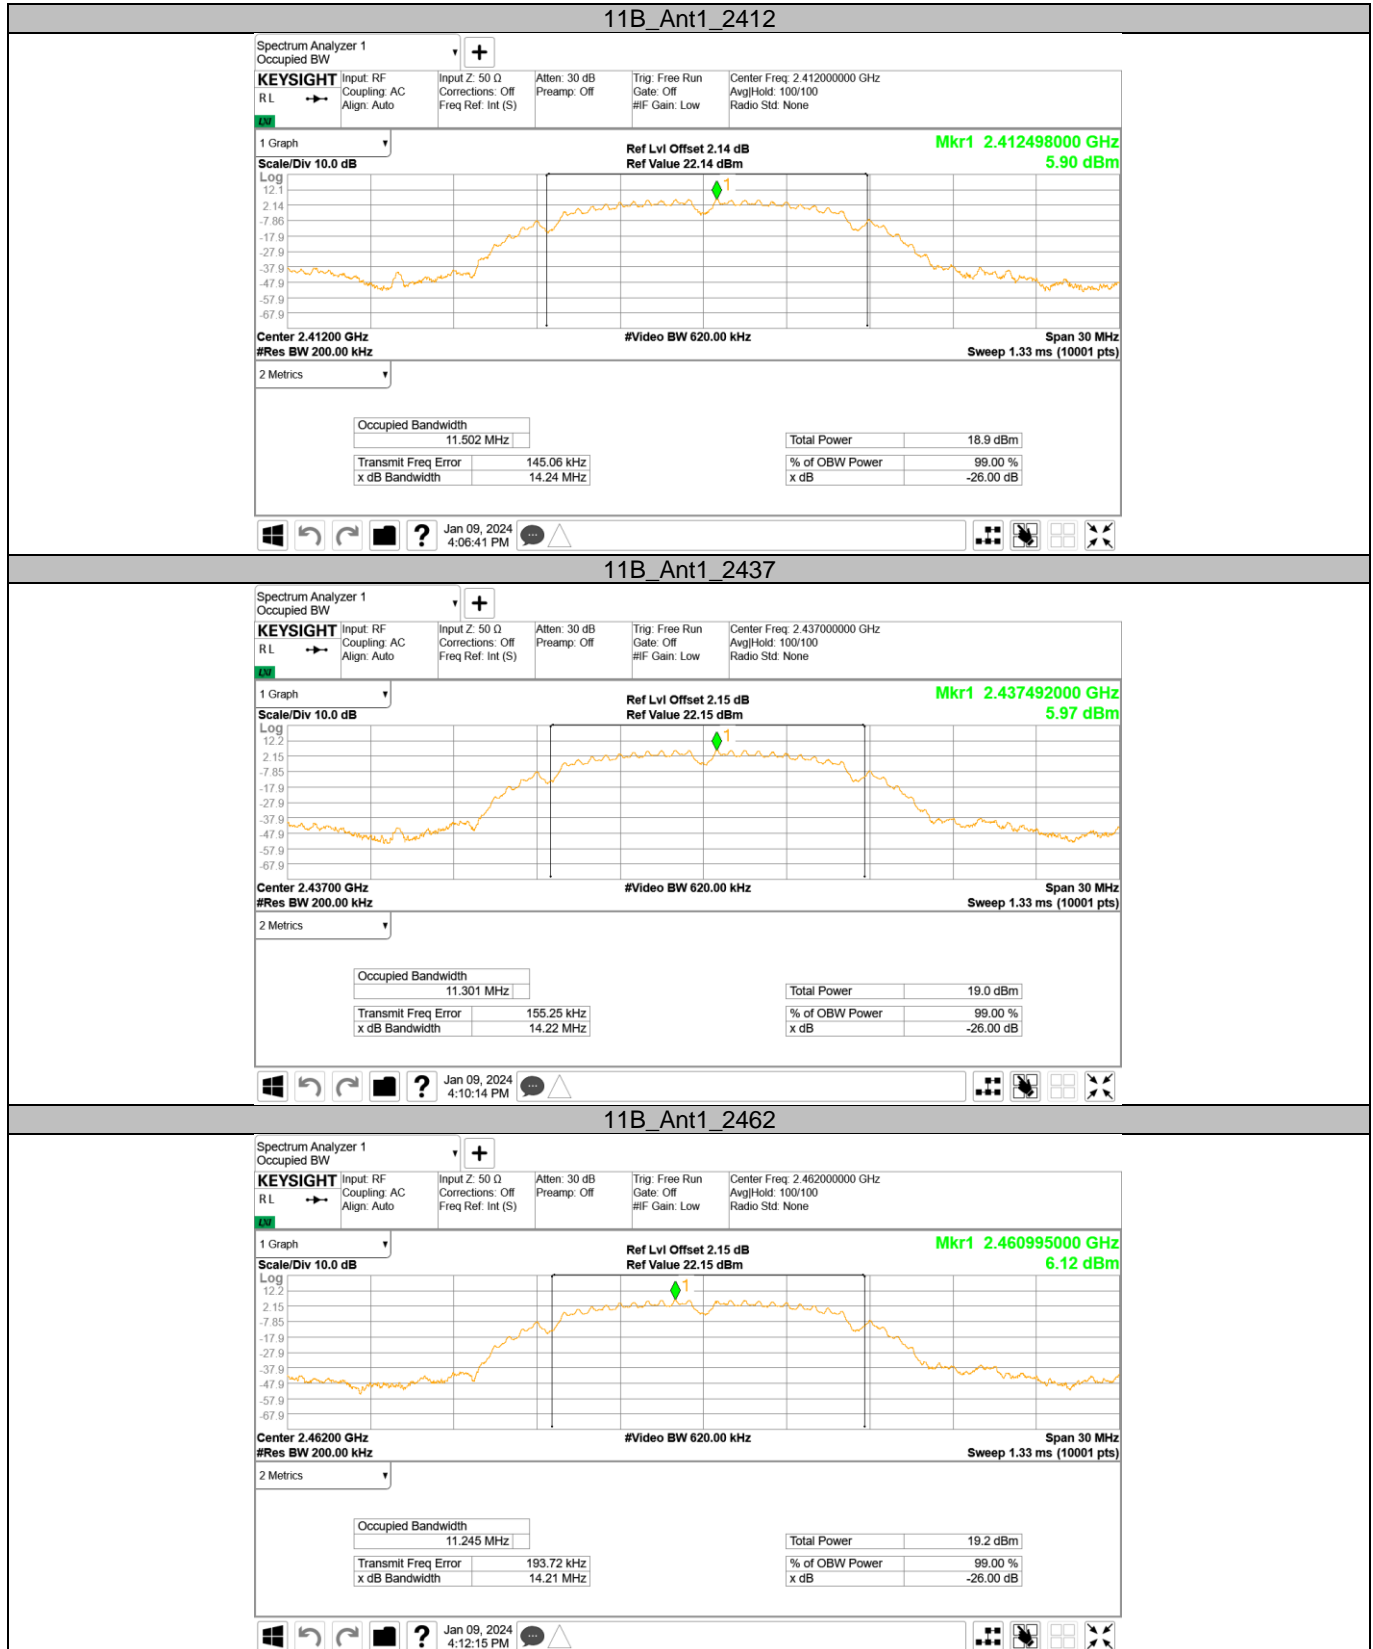 11B_Ant1_2412
Spectrum Analyzer 1
Occupied BW
KEYSIGHT
RL
LXI
Input: RF
Coupling: AC
Align: Auto
Input Z: 50 Ω
Corrections: Off
Freq Ref: Int (S)
Atten: 30 dB
Preamp: Off
Trig: Free Run
Gate: Off
#IF Gain: Low
Center Freq: 2.412000000 GHz
Avg|Hold: 100/100
Radio Std: None
1 Graph
Scale/Div 10.0 dB
Ref Lvl Offset 2.14 dB
Ref Value 22.14 dBm
Mkr1 2.412498000 GHz
5.90 dBm
Log
12.1
2.14
-7.86
-17.9
-27.9
-37.9
-47.9
-57.9
-67.9
1
Center 2.41200 GHz
#Res BW 200.00 kHz
#Video BW 620.00 kHz
Span 30 MHz
Sweep 1.33 ms (10001 pts)
2 Metrics
Occupied Bandwidth
11.502 MHz
Total Power 18.9 dBm
Transmit Freq Error 145.06 kHz
% of OBW Power 99.00 %
x dB Bandwidth 14.24 MHz
x dB -26.00 dB
Jan 09, 2024
4:06:41 PM
11B_Ant1_2437
Spectrum Analyzer 1
Occupied BW
KEYSIGHT
RL
LXI
Input: RF
Coupling: AC
Align: Auto
Input Z: 50 Ω
Corrections: Off
Freq Ref: Int (S)
Atten: 30 dB
Preamp: Off
Trig: Free Run
Gate: Off
#IF Gain: Low
Center Freq: 2.437000000 GHz
Avg|Hold: 100/100
Radio Std: None
1 Graph
Scale/Div 10.0 dB
Ref Lvl Offset 2.15 dB
Ref Value 22.15 dBm
Mkr1 2.437492000 GHz
5.97 dBm
Log
12.2
2.15
-7.85
-17.9
-27.9
-37.9
-47.9
-57.9
-67.9
1
Center 2.43700 GHz
#Res BW 200.00 kHz
#Video BW 620.00 kHz
Span 30 MHz
Sweep 1.33 ms (10001 pts)
2 Metrics
Occupied Bandwidth
11.301 MHz
Total Power 19.0 dBm
Transmit Freq Error 155.25 kHz
% of OBW Power 99.00 %
x dB Bandwidth 14.22 MHz
x dB -26.00 dB
Jan 09, 2024
4:10:14 PM
11B_Ant1_2462
Spectrum Analyzer 1
Occupied BW
KEYSIGHT
RL
LXI
Input: RF
Coupling: AC
Align: Auto
Input Z: 50 Ω
Corrections: Off
Freq Ref: Int (S)
Atten: 30 dB
Preamp: Off
Trig: Free Run
Gate: Off
#IF Gain: Low
Center Freq: 2.462000000 GHz
Avg|Hold: 100/100
Radio Std: None
1 Graph
Scale/Div 10.0 dB
Ref Lvl Offset 2.15 dB
Ref Value 22.15 dBm
Mkr1 2.460995000 GHz
6.12 dBm
Log
12.2
2.15
-7.85
-17.9
-27.9
-37.9
-47.9
-57.9
-67.9
1
Center 2.46200 GHz
#Res BW 200.00 kHz
#Video BW 620.00 kHz
Span 30 MHz
Sweep 1.33 ms (10001 pts)
2 Metrics
Occupied Bandwidth
11.245 MHz
Total Power 19.2 dBm
Transmit Freq Error 193.72 kHz
% of OBW Power 99.00 %
x dB Bandwidth 14.21 MHz
x dB -26.00 dB
Jan 09, 2024
4:12:15 PM